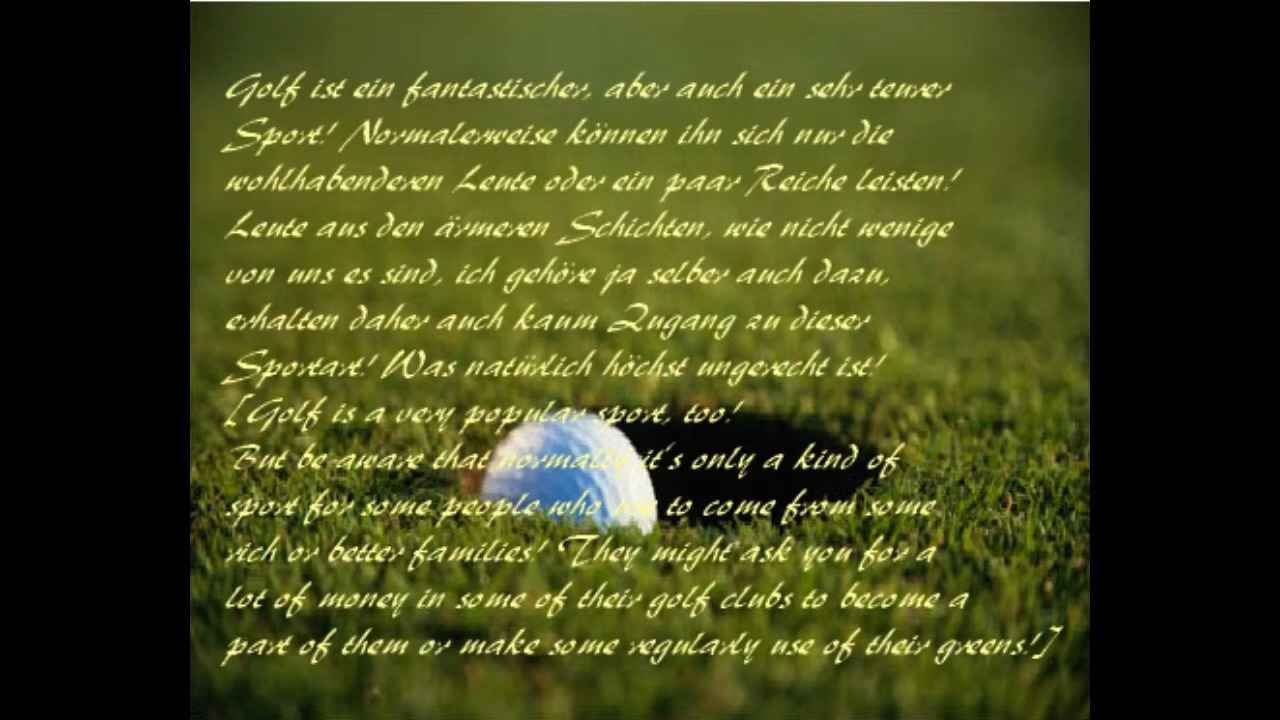 Golf ist ein fantastischer, aber auch ein sehr teurer
Sport! Normalerweise können ihn sich nur die
wohlhabenderen Leute oder ein paar Reiche leisten!
Leute aus den ärmeren Schichten, wie nicht wenige
von uns es sind, ich gehöre ja selber auch dazu,
erhalten daher auch kaum Zugang zu dieser
Sportart! Was natürlich höchst ungerecht ist!
[Golf is a very popular sport, too!
But be aware that normally it's only a kind of
sport for some people who to come from some
rich or better families! They might ask you for a
lot of money in some of their golf clubs to become a
part of them or make some regularly use of their greens!]